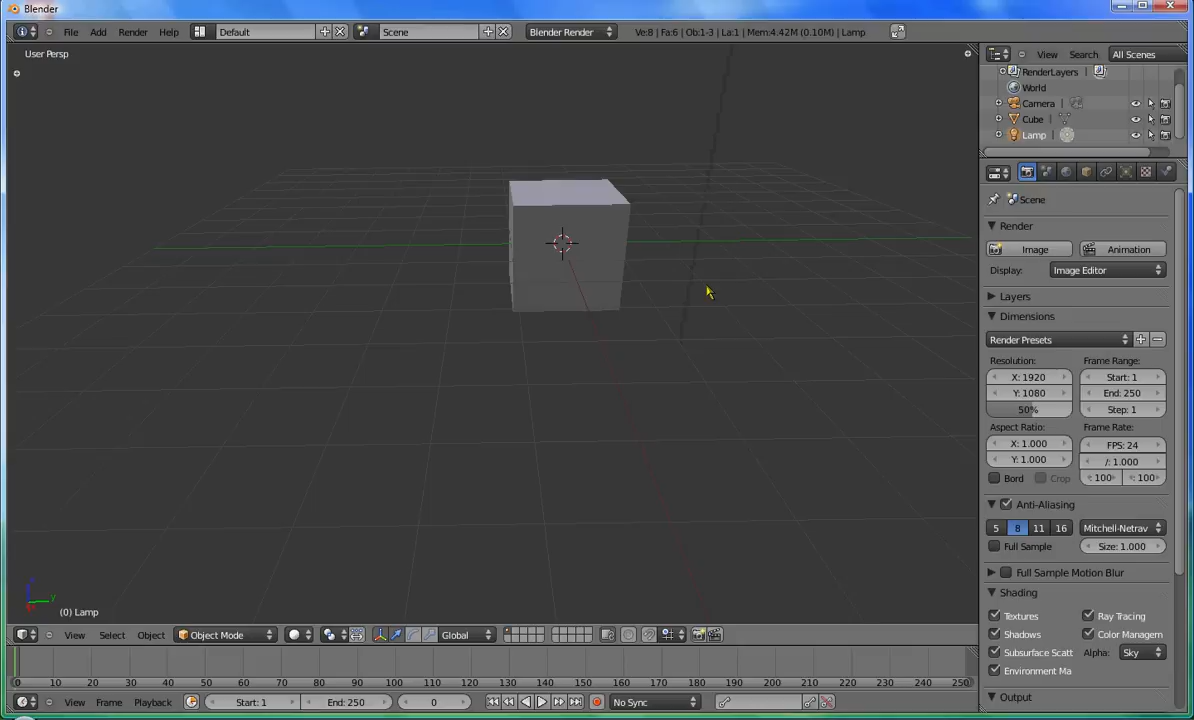 Blender
File Add Render Help Default Scene Blender Render Ve:8 | Fa:6 | Ob:1-3 | La:1 | Mem:4.42M (0.10M) | Lamp
User Persp
View Search All Scenes
RenderLayers
World
Camera
Cube
Lamp
Scene
Render
Image Animation
Display: Image Editor
Layers
Dimensions
Render Presets
Resolution: Frame Range:
X: 1920 Start: 1
Y: 1080 End: 250
50% Step: 1
Aspect Ratio: Frame Rate:
X: 1.000 FPS: 24
Y: 1.000 /: 1.000
Bord Crop : 100 : 100
Anti-Aliasing
5 8 11 16 Mitchell-Netrav
Full Sample Size: 1.000
Full Sample Motion Blur
Shading
Textures Ray Tracing
Shadows Color Managem
Subsurface Scatt Alpha: Sky
Environment Ma
Output
z
y
(0) Lamp
View Select Object Object Mode Global
0 10 20 30 40 50 60 70 80 90 100 110 120 130 140 150 160 170 180 190 200 210 220 230 240 250
View Frame Playback Start: 1 End: 250 0 No Sync